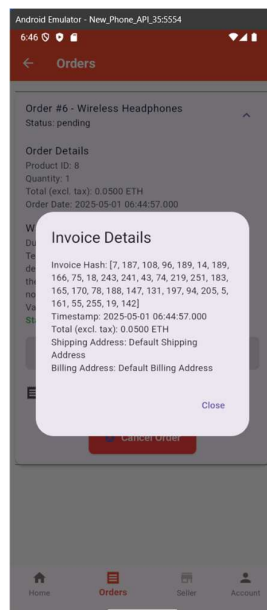 Android Emulator - New_Phone_API_35:5554
6:46
Orders
Order #6 - Wireless Headphones
Status: pending
Order Details
Product ID: 8
Quantity: 1
Total (excl. tax): 0.0500 ETH
Order Date: 2025-05-01 06:44:57.000
Invoice Details
Invoice Hash: [7, 187, 108, 96, 189, 14, 189,
166, 75, 18, 243, 241, 43, 74, 219, 251, 183,
165, 170, 78, 188, 147, 131, 197, 94, 205, 5,
161, 55, 255, 19, 142]
Timestamp: 2025-05-01 06:44:57.000
Total (excl. tax): 0.0500 ETH
Shipping Address: Default Shipping
Address
Billing Address: Default Billing Address
Close
Cancel Order
Home Orders Seller Account